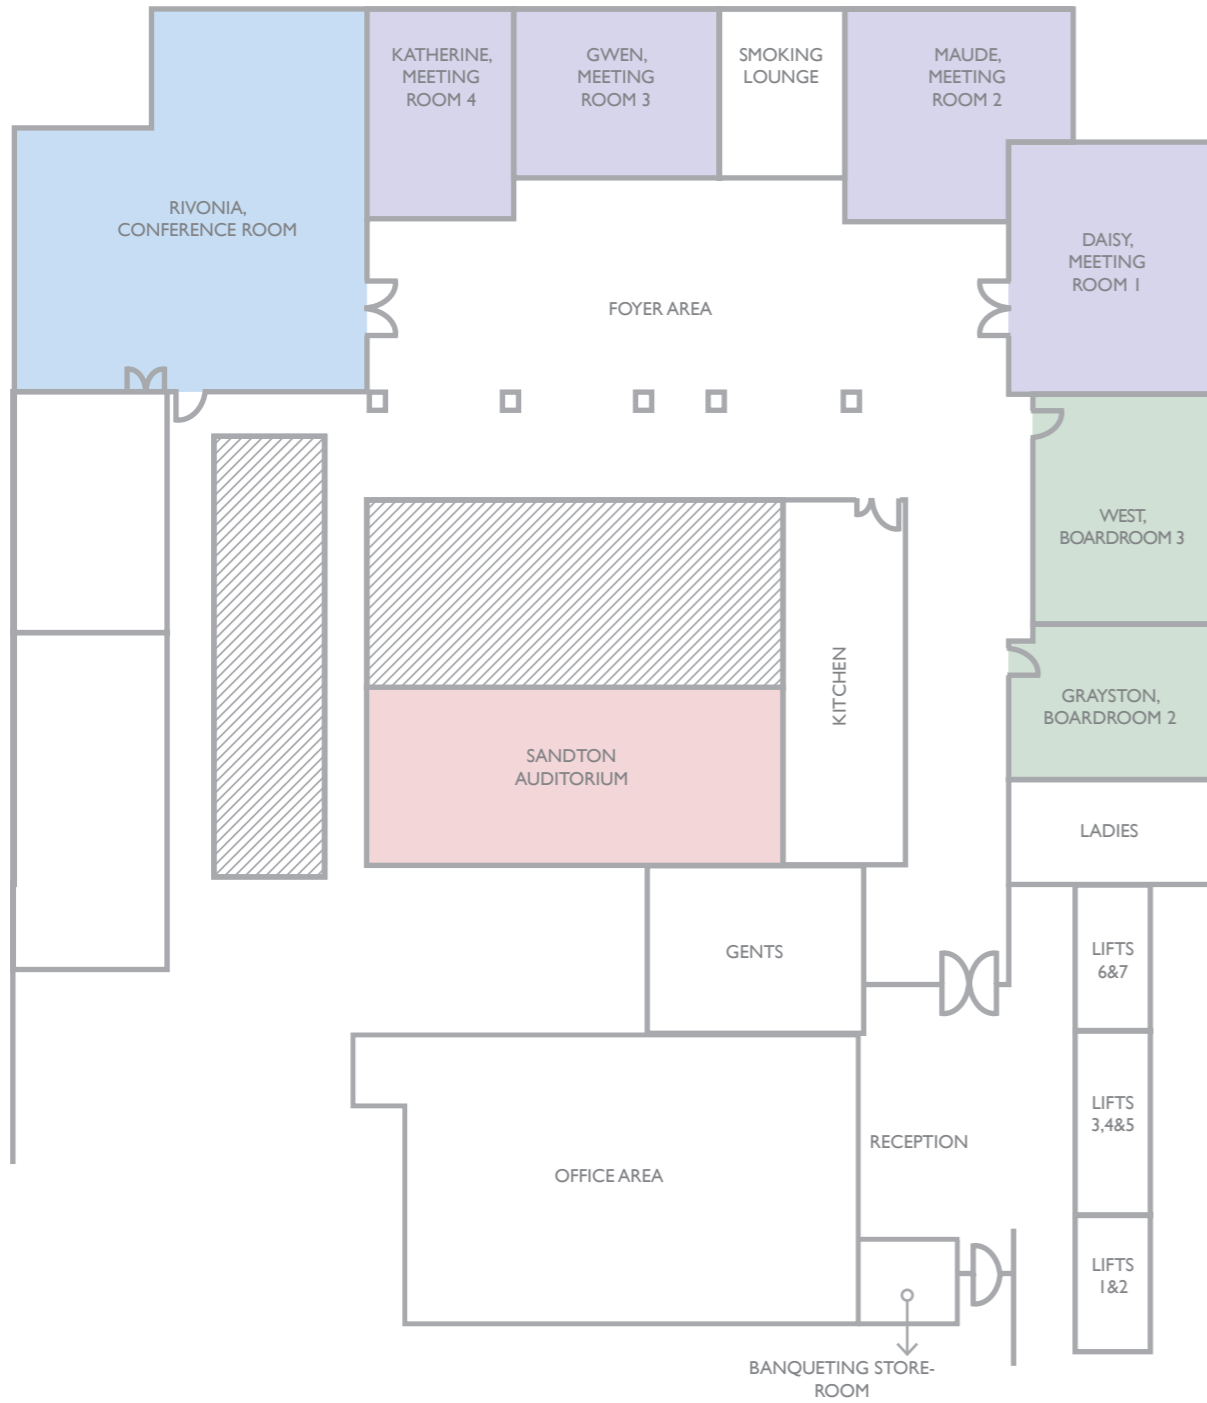 KATHERINE,
MEETING
ROOM 4
GWEN,
MEETING
ROOM 3
SMOKING
LOUNGE
MAUDE,
MEETING
ROOM 2
RIVONIA,
CONFERENCE ROOM
DAISY,
MEETING
ROOM 1
FOYER AREA
WEST,
BOARDROOM 3
KITCHEN
GRAYSTON,
BOARDROOM 2
SANDTON
AUDITORIUM
LADIES
GENTS
LIFTS
6&7
LIFTS
3,4&5
RECEPTION
OFFICE AREA
LIFTS
1&2
BANQUETING STORE-
ROOM